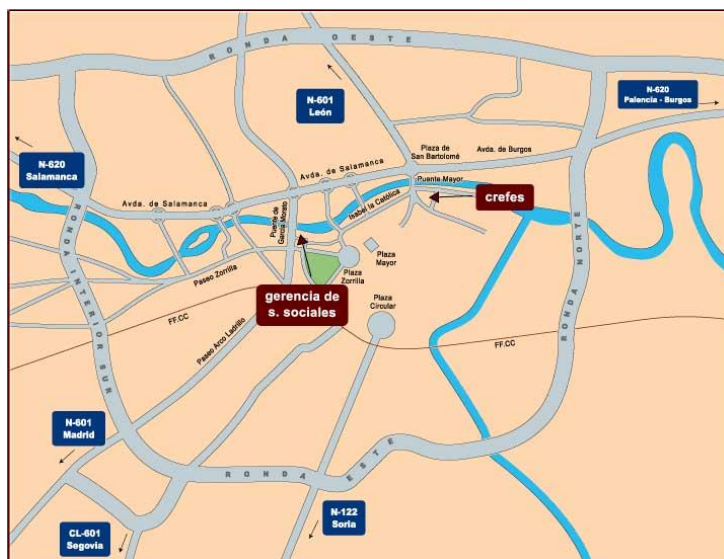 RONDA OESTE
N-620
Palencia - Burgos
N-601
León
N-620
Salamanca
Plaza de
San Bartolomé
Avda. de Burgos
Avda. de Salamanca
Puente Mayor
crefes
Isabel la Católica
Avda. de Salamanca
Puente de
García Morato
Paseo Zorrilla
Plaza
Mayor
Plaza
Zorrilla
RONDA INTERIOR SUR
RONDA NORTE
gerencia de
s. sociales
Plaza
Circular
FF.CC
FF.CC
Paseo Arco Ladrillo
N-601
Madrid
RONDA ESTE
N-122
Soria
CL-601
Segovia